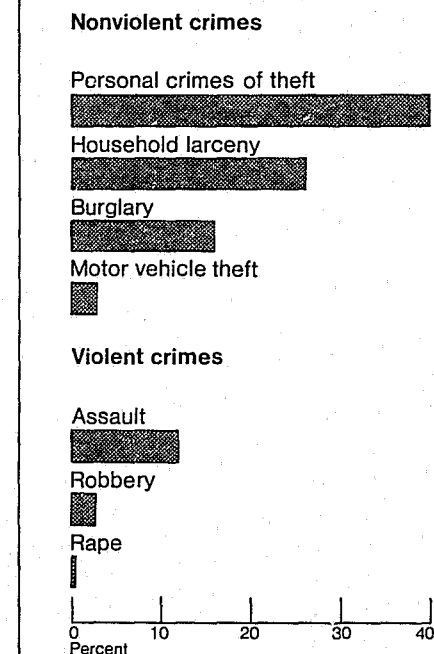 Nonviolent crimes
Personal crimes of theft
Household larceny
Burglary
Motor vehicle theft
Violent crimes
Assault
Robbery
Rape
0 10 20 30 40
Percent